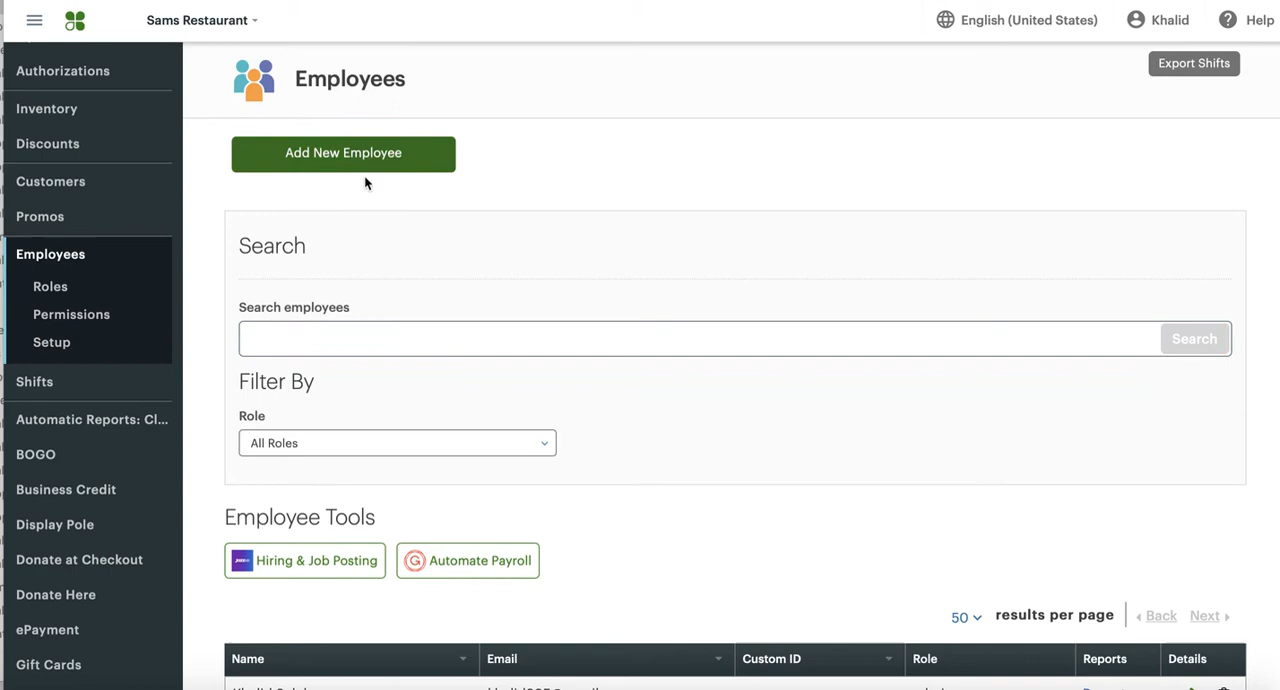 Sams Restaurant
English (United States)
Khalid
Help
Authorizations
Inventory
Discounts
Customers
Promos
Employees
Roles
Permissions
Setup
Shifts
Automatic Reports: Cl...
BOGO
Business Credit
Display Pole
Donate at Checkout
Donate Here
ePayment
Gift Cards
Employees
Export Shifts
Add New Employee
Search
Search employees
Search
Filter By
Role
All Roles
Employee Tools
Hiring & Job Posting
G Automate Payroll
50 results per page Back Next
Name Email Custom ID Role Reports Details